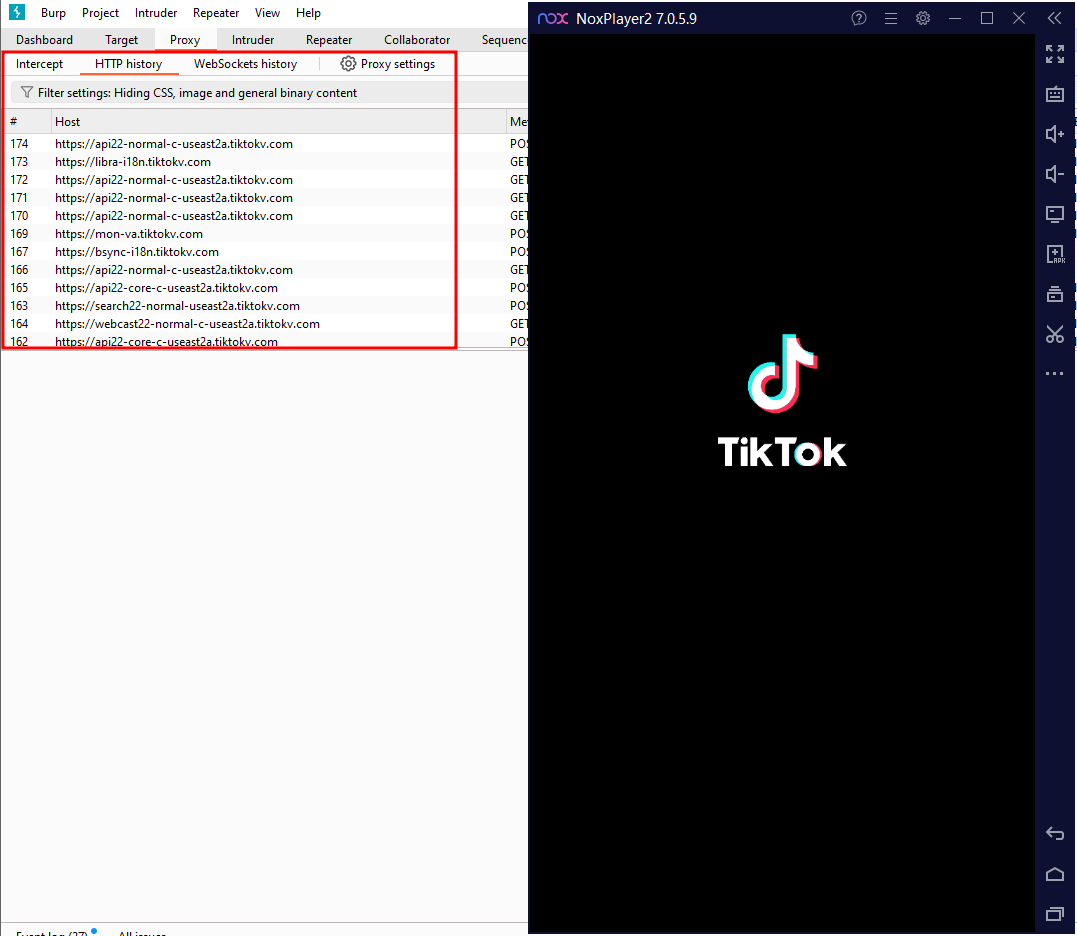 Burp Project Intruder Repeater View Help
Dashboard Target Proxy Intruder Repeater Collaborator Sequenc
Intercept HTTP history WebSockets history Proxy settings
Filter settings: Hiding CSS, image and general binary content
# Host Me
174 https://api22-normal-c-useast2a.tiktokv.com POS
173 https://libra-i18n.tiktokv.com GET
172 https://api22-normal-c-useast2a.tiktokv.com GET
171 https://api22-normal-c-useast2a.tiktokv.com GET
170 https://api22-normal-c-useast2a.tiktokv.com GET
169 https://mon-va.tiktokv.com POS
167 https://bsync-i18n.tiktokv.com POS
166 https://api22-normal-c-useast2a.tiktokv.com GET
165 https://api22-core-c-useast2a.tiktokv.com POS
163 https://search22-normal-useast2a.tiktokv.com POS
164 https://webcast22-normal-c-useast2a.tiktokv.com GET
162 https://api22-core-c-useast2a.tiktokv.com POS
Event log (37) All issues
nox NoxPlayer2 7.0.5.9
APK
TikTok